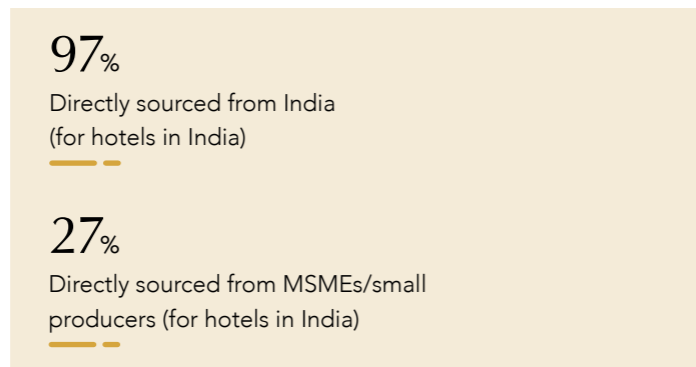 97%
Directly sourced from India
(for hotels in India)
27%
Directly sourced from MSMEs/small
producers (for hotels in India)